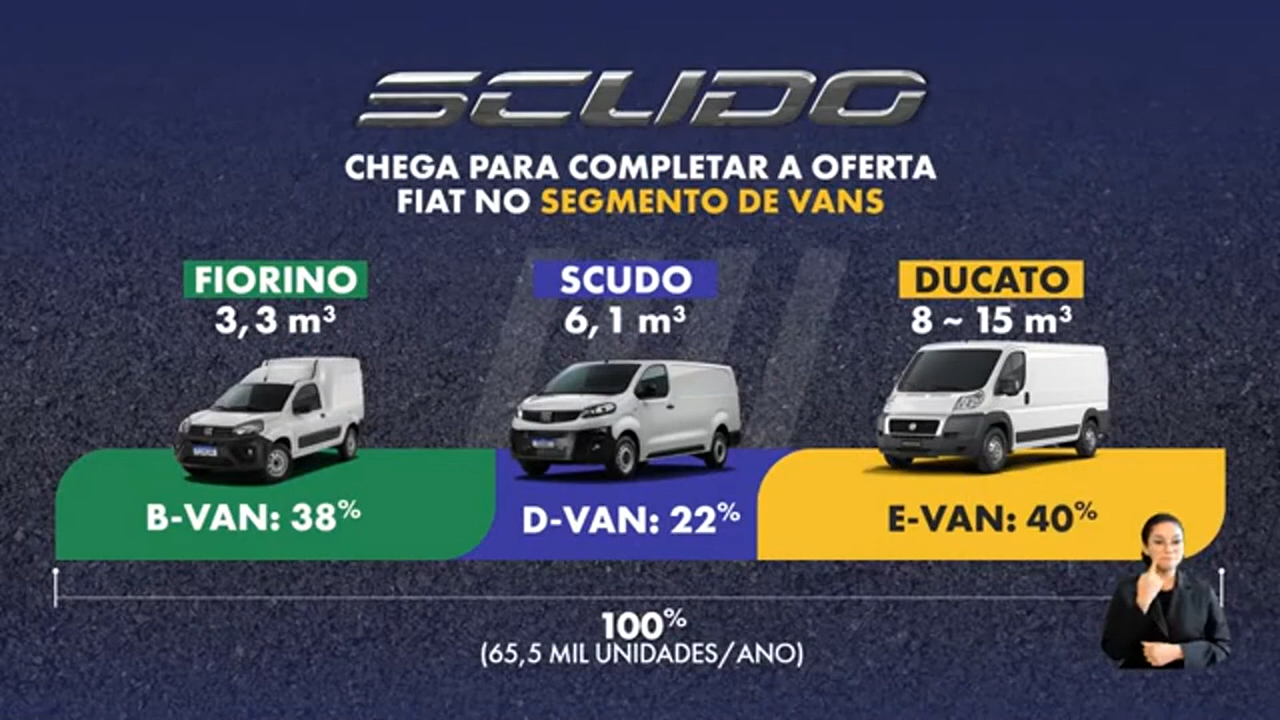 SCUDO
CHEGA PARA COMPLETAR A OFERTA
FIAT NO SEGMENTO DE VANS
FIORINO
3,3 m³
SCUDO
6,1 m³
DUCATO
8 ~ 15 m³
B-VAN: 38%
D-VAN: 22%
E-VAN: 40%
100%
(65,5 MIL UNIDADES/ANO)